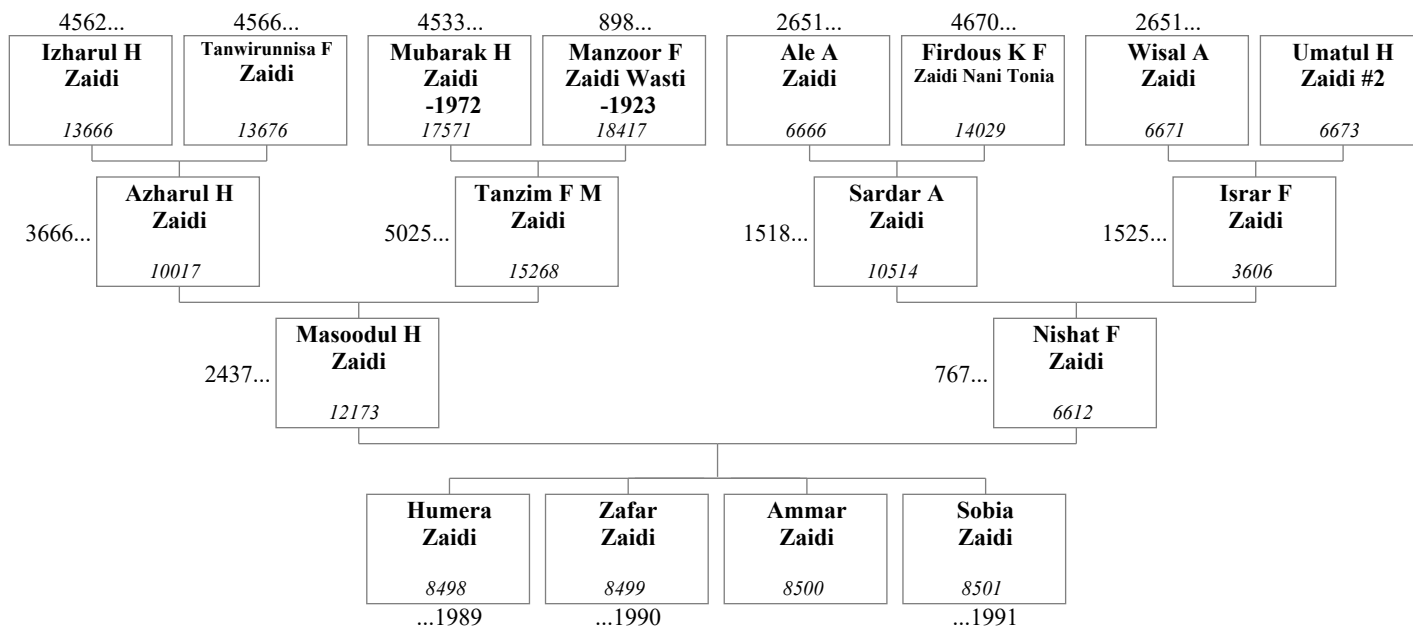 4562... 4566... 4533... 898... 2651... 4670... 2651...
Izharul H
Zaidi
13666
Tanwirunnisa F
Zaidi
13676
Mubarak H
Zaidi
-1972
17571
Manzoor F
Zaidi Wasti
-1923
18417
Ale A
Zaidi
6666
Firdous K F
Zaidi Nani Tonia
14029
Wisal A
Zaidi
6671
Umatul H
Zaidi #2
6673
3666...
Azharul H
Zaidi
10017
5025...
Tanzim F M
Zaidi
15268
1518...
Sardar A
Zaidi
10514
1525...
Israr F
Zaidi
3606
2437...
Masoodul H
Zaidi
12173
767...
Nishat F
Zaidi
6612
Humera
Zaidi
8498
...1989
Zafar
Zaidi
8499
...1990
Ammar
Zaidi
8500
Sobia
Zaidi
8501
...1991